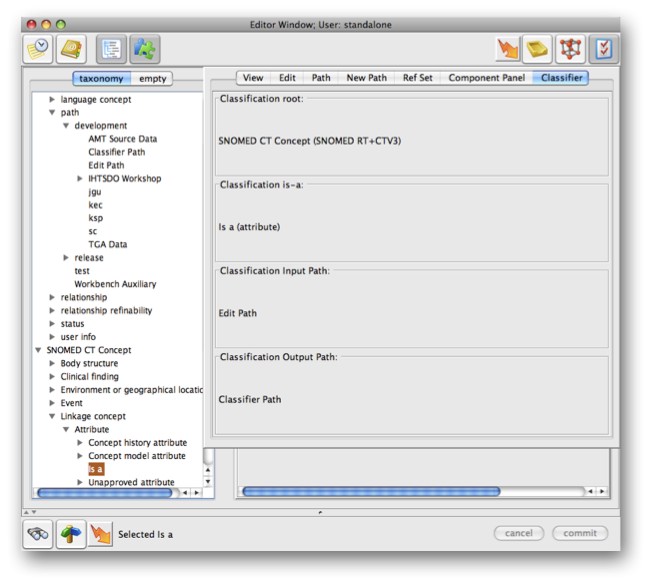 Editor Window; User: standalone
taxonomy empty
View Edit Path New Path Ref Set Component Panel Classifier
language concept
path
development
AMT Source Data
Classifier Path
Edit Path
IHTSDO Workshop
jgu
kec
ksp
sc
TGA Data
release
test
Workbench Auxiliary
relationship
relationship refinability
status
user info
SNOMED CT Concept
Body structure
Clinical finding
Environment or geographical locatic
Event
Linkage concept
Attribute
Concept history attribute
Concept model attribute
Is a
Unapproved attribute
Classification root:
SNOMED CT Concept (SNOMED RT+CTV3)
Classification is-a:
Is a (attribute)
Classification Input Path:
Edit Path
Classification Output Path:
Classifier Path
Selected Is a
cancel commit